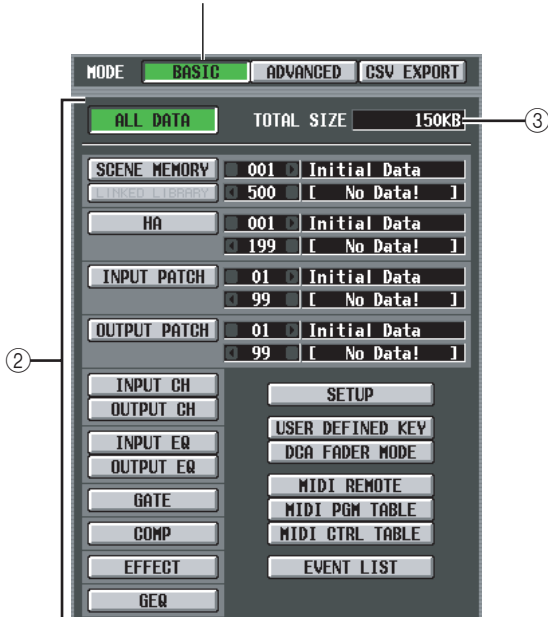 MODE BASIC ADVANCED CSV EXPORT
ALL DATA TOTAL SIZE 150KB ③
SCENE MEMORY 001 Initial Data
LINKED LIBRARY 500 [ No Data! ]
HA 001 Initial Data
199 [ No Data! ]
INPUT PATCH 01 Initial Data
99 [ No Data! ]
OUTPUT PATCH 01 Initial Data
99 [ No Data! ]
②
INPUT CH
OUTPUT CH
INPUT EQ
OUTPUT EQ
GATE
COMP
EFFECT
GEQ
SETUP
USER DEFINED KEY
DCA FADER MODE
MIDI REMOTE
MIDI PGM TABLE
MIDI CTRL TABLE
EVENT LIST